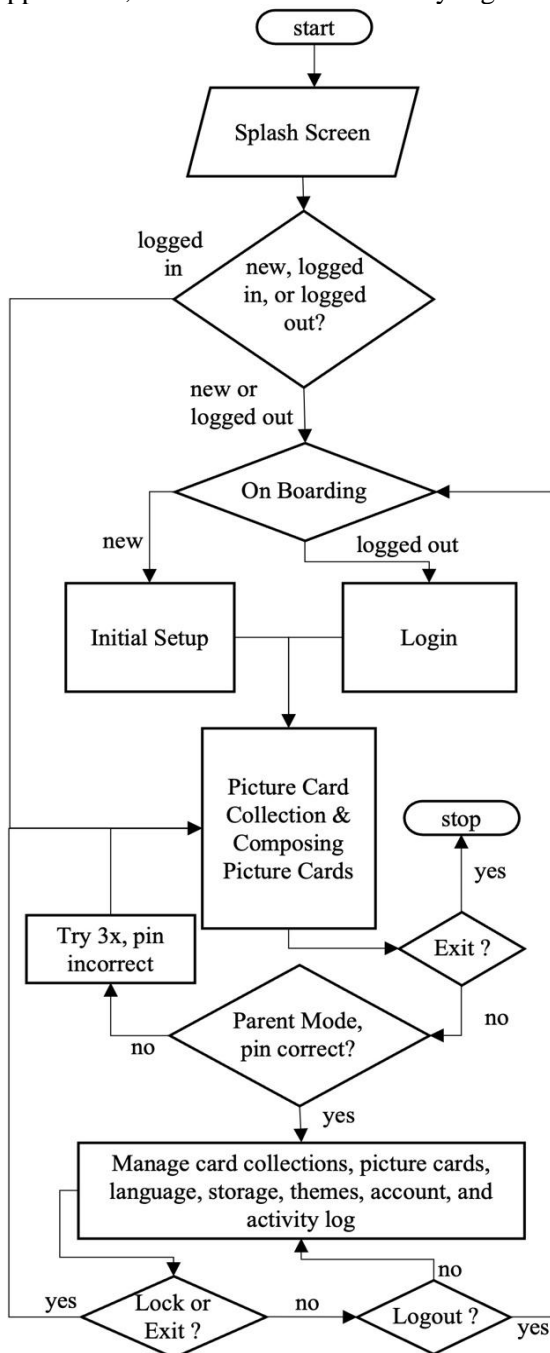 start
Splash Screen
logged
in
new, logged
in, or logged
out?
new or
logged out
On Boarding
new
logged out
Initial Setup
Login
Picture Card
Collection &
Composing
Picture Cards
stop
yes
Try 3x, pin
incorrect
Exit ?
no
Parent Mode,
pin correct?
no
yes
Manage card collections, picture cards,
language, storage, themes, account, and
activity log
no
yes
Lock or
Exit ?
no
Logout ?
yes